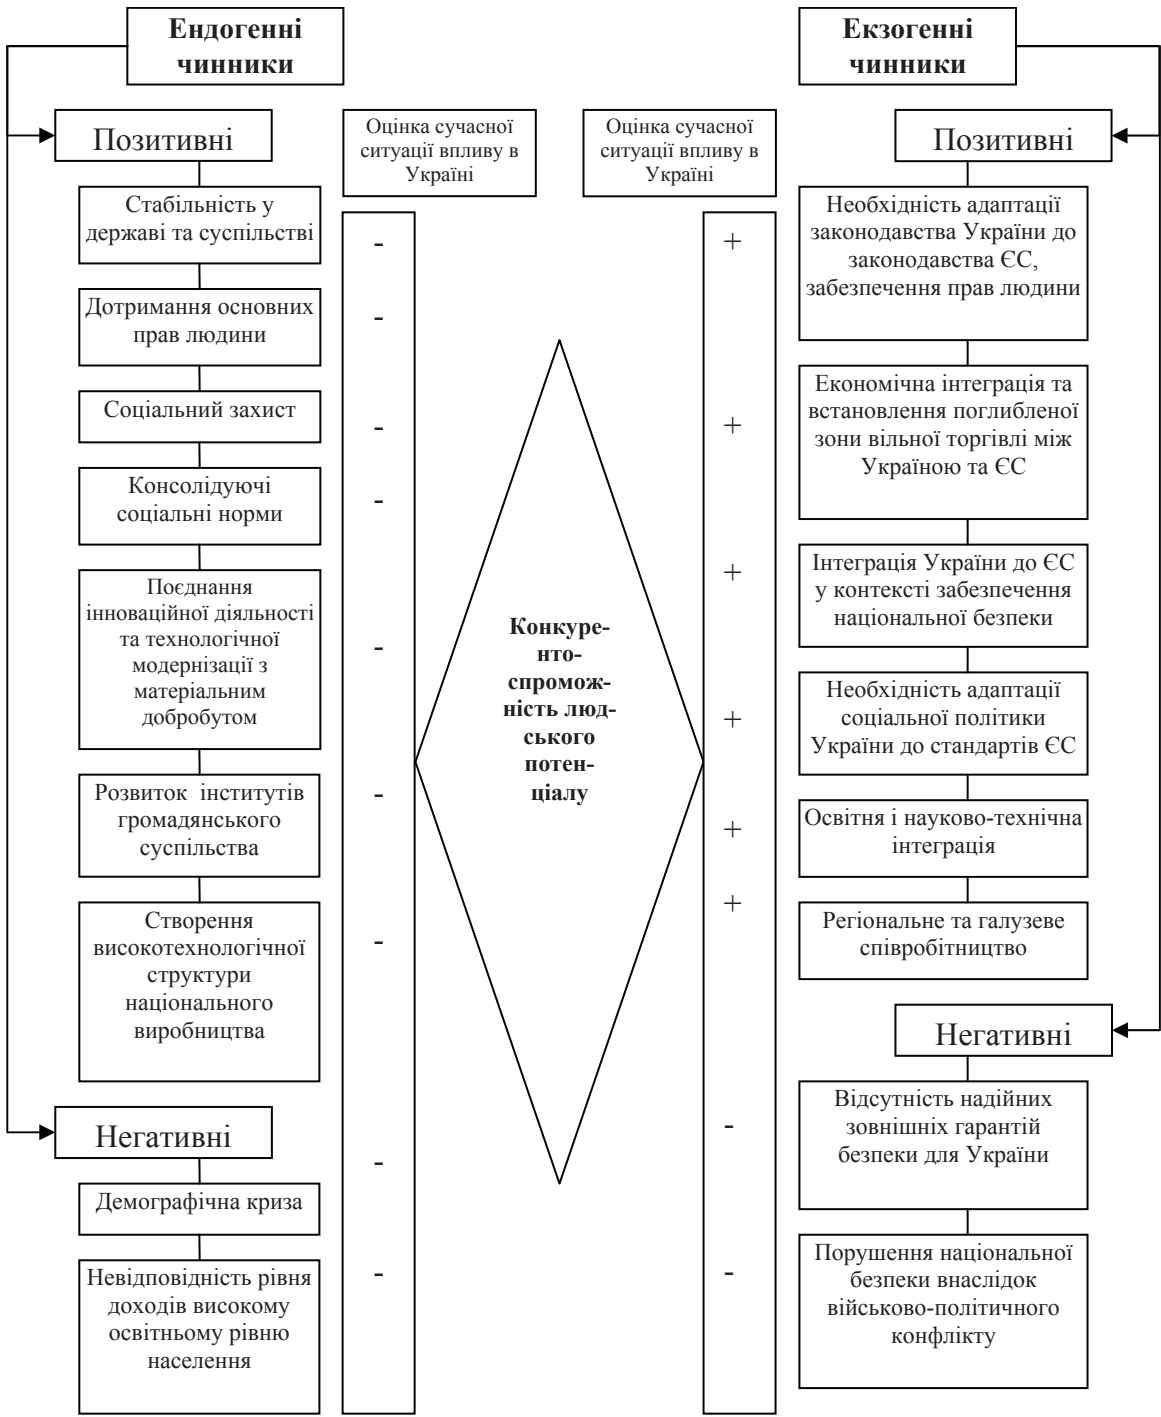 Ендогенні
чинники
Позитивні
Стабільність у
державі та суспільстві
Дотримання основних
прав людини
Соціальний захист
Консолідуючі
соціальні норми
Поєднання
інноваційної діяльності
та технологічної
модернізації з
матеріальним
добробутом
Розвиток інститутів
громадянського
суспільства
Створення
високотехнологічної
структури
національного
виробництва
Негативні
Демографічна криза
Невідповідність рівня
доходів високому
освітньому рівню
населення
Оцінка сучасної
ситуації впливу в
Україні
-
-
-
-
-
-
-
-
-
Конкуре-
нто-
спромож-
ність люд-
ського
потен-
ціалу
Оцінка сучасної
ситуації впливу в
Україні
+
+
+
+
+
+
-
-
Екзогенні
чинники
Позитивні
Необхідність адаптації
законодавства України до
законодавства ЄС,
забезпечення прав людини
Економічна інтеграція та
встановлення поглибленої
зони вільної торгівлі між
Україною та ЄС
Інтеграція України до ЄС
у контексті забезпечення
національної безпеки
Необхідність адаптації
соціальної політики
України до стандартів ЄС
Освітня і науково-технічна
інтеграція
Регіональне та галузеве
співробітництво
Негативні
Відсутність надійних
зовнішніх гарантій
безпеки для України
Порушення національної
безпеки внаслідок
військово-політичного
конфлікту